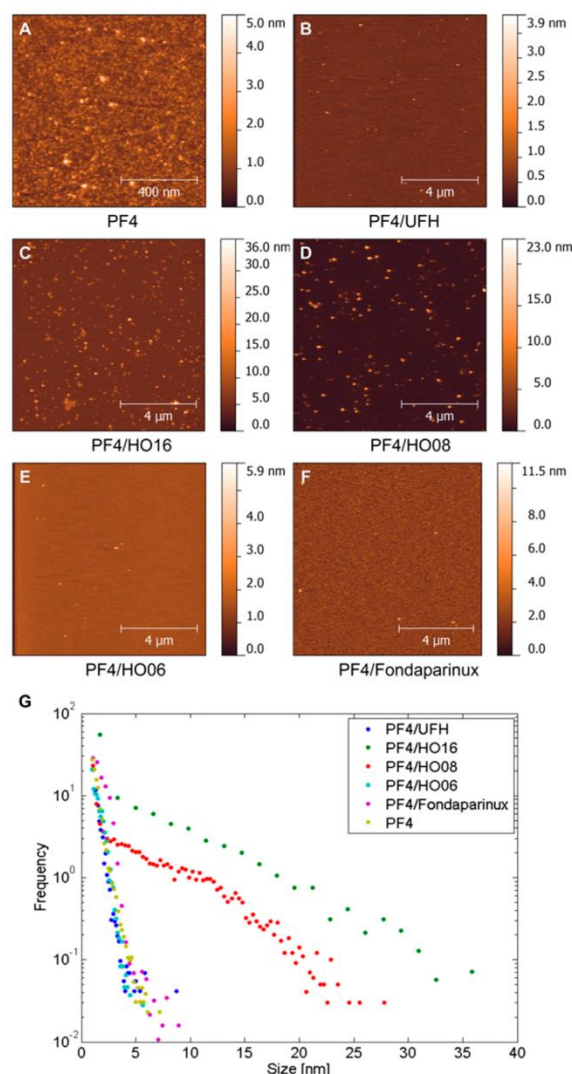 A
5.0 nm
4.0
3.0
2.0
1.0
0.0
400 nm
PF4
B
3.9 nm
3.0
2.5
2.0
1.5
1.0
0.5
0.0
4 µm
PF4/UFH
C
36.0 nm
30.0
25.0
20.0
15.0
10.0
5.0
0.0
4 µm
PF4/HO16
D
23.0 nm
15.0
10.0
5.0
0.0
4 µm
PF4/HO08
E
5.9 nm
4.0
3.0
2.0
1.0
0.0
4 µm
PF4/HO06
F
11.5 nm
8.0
6.0
4.0
2.0
0.0
4 µm
PF4/Fondaparinux
G
10²
10¹
10⁰
10⁻¹
10⁻²
Frequency
PF4/UFH
PF4/HO16
PF4/HO08
PF4/HO06
PF4/Fondaparinux
PF4
0 5 10 15 20 25 30 35 40
Size [nm]